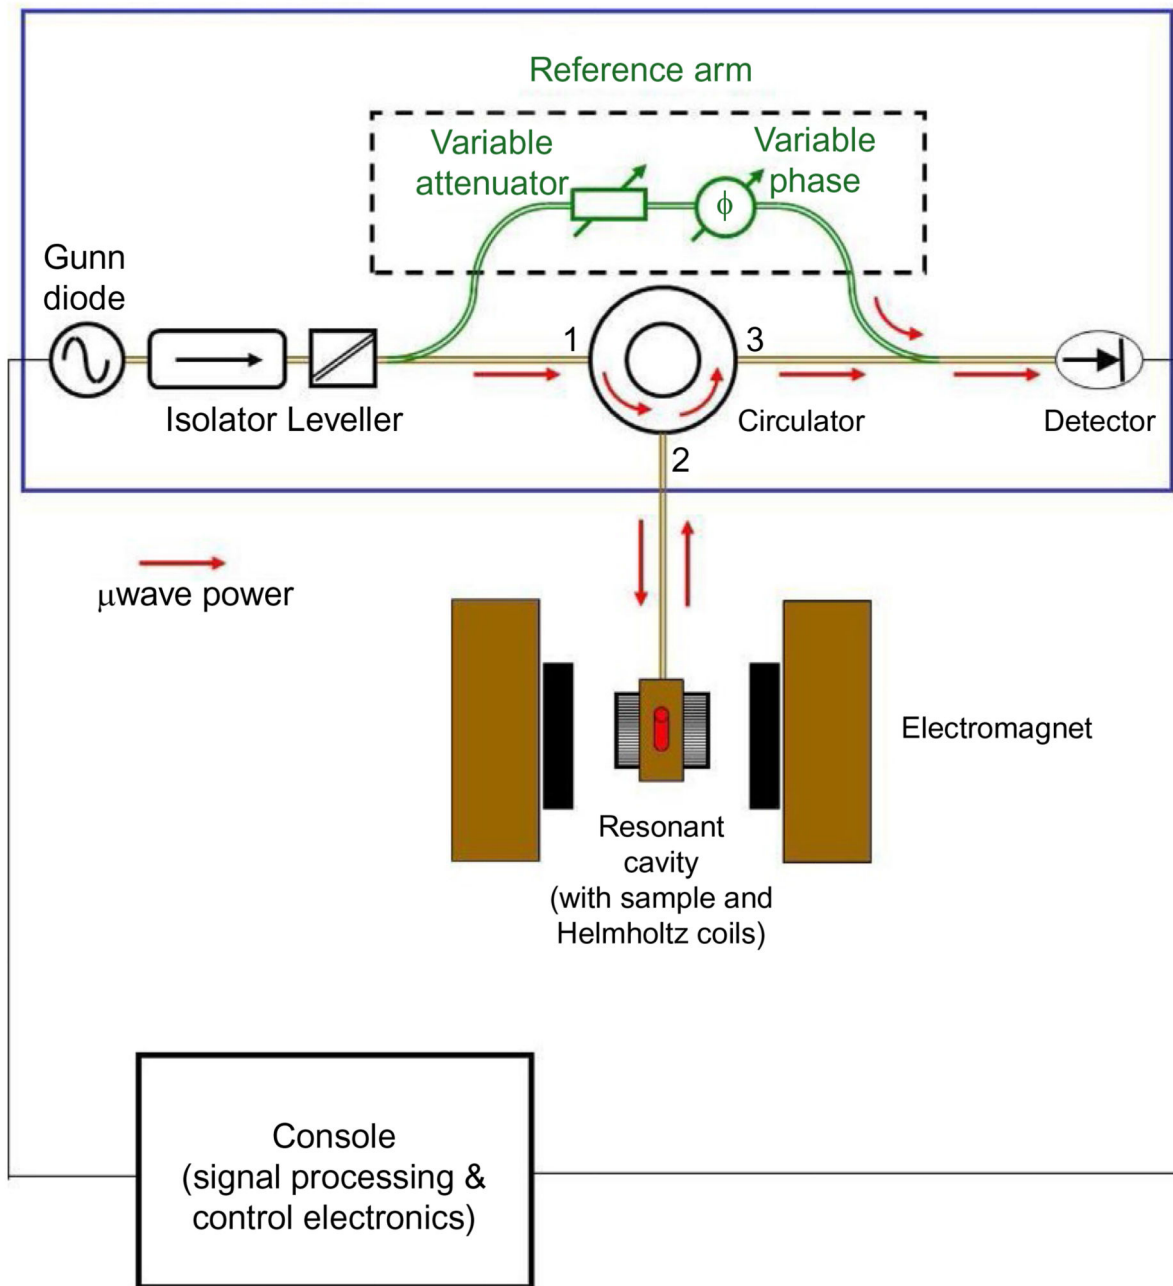 Reference arm
Variable
attenuator
Variable
phase
ϕ
Gunn
diode
1
3
Isolator Leveller
Circulator
Detector
2
μwave power
Electromagnet
Resonant
cavity
(with sample and
Helmholtz coils)
Console
(signal processing &
control electronics)